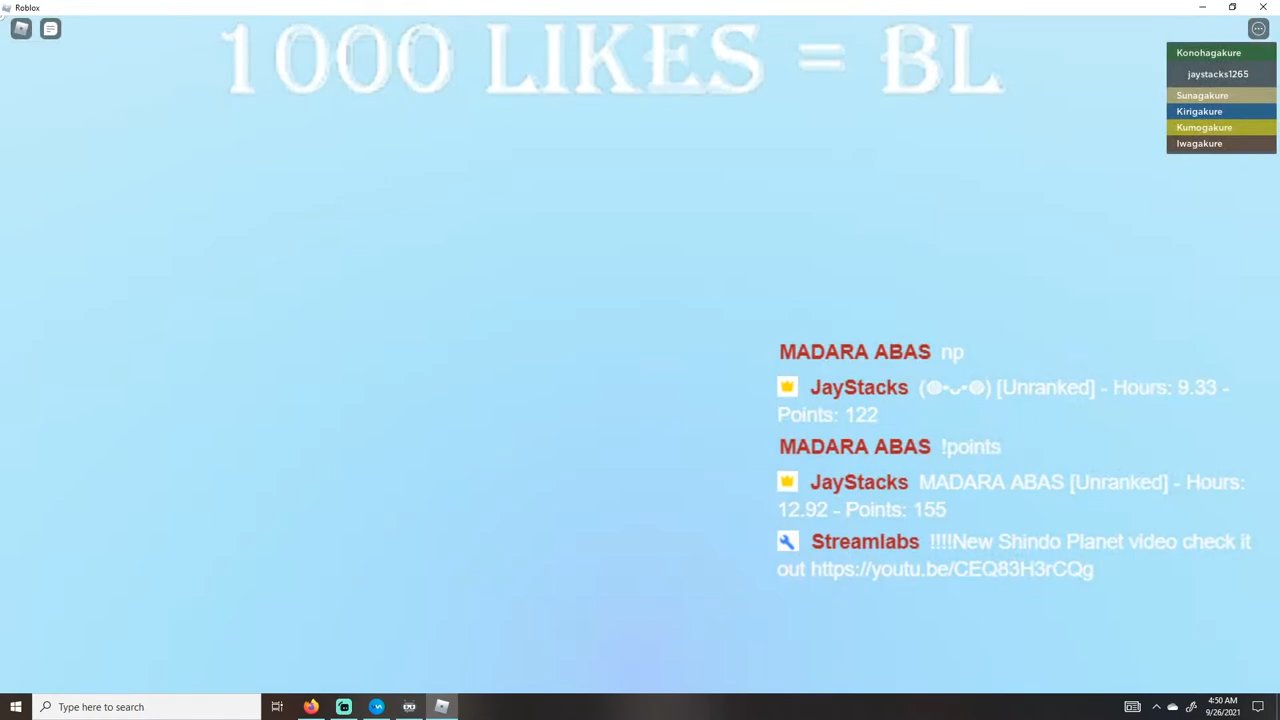 Roblox
1000 LIKES = BL
Konohagakure
jaystacks1265
Sunagakure
Kirigakure
Kumogakure
Iwagakure
MADARA ABAS np
JayStacks (◍•ᴗ•◍) [Unranked] - Hours: 9.33 -
Points: 122
MADARA ABAS !points
JayStacks MADARA ABAS [Unranked] - Hours:
12.92 - Points: 155
Streamlabs !!!!New Shindo Planet video check it
out https://youtu.be/CEQ83H3rCQg
Type here to search
4:50 AM
9/26/2021